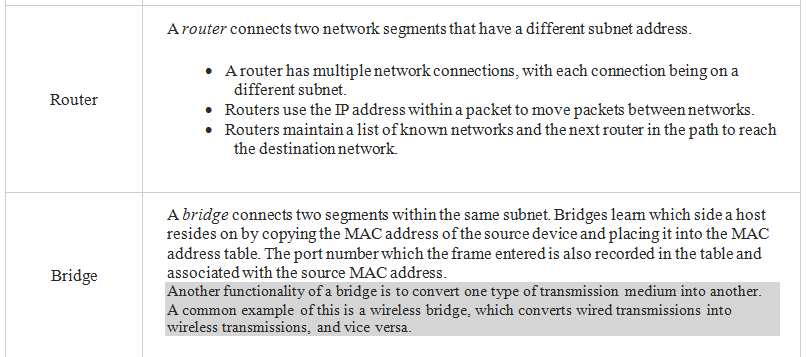 A router connects two network segments that have a different subnet address.
• A router has multiple network connections, with each connection being on a
different subnet.
Router
• Routers use the IP address within a packet to move packets between networks.
• Routers maintain a list of known networks and the next router in the path to reach
the destination network.
A bridge connects two segments within the same subnet. Bridges learn which side a host
resides on by copying the MAC address of the source device and placing it into the MAC
address table. The port number which the frame entered is also recorded in the table and
Bridge
associated with the source MAC address.
Another functionality of a bridge is to convert one type of transmission medium into another.
A common example of this is a wireless bridge, which converts wired transmissions into
wireless transmissions, and vice versa.